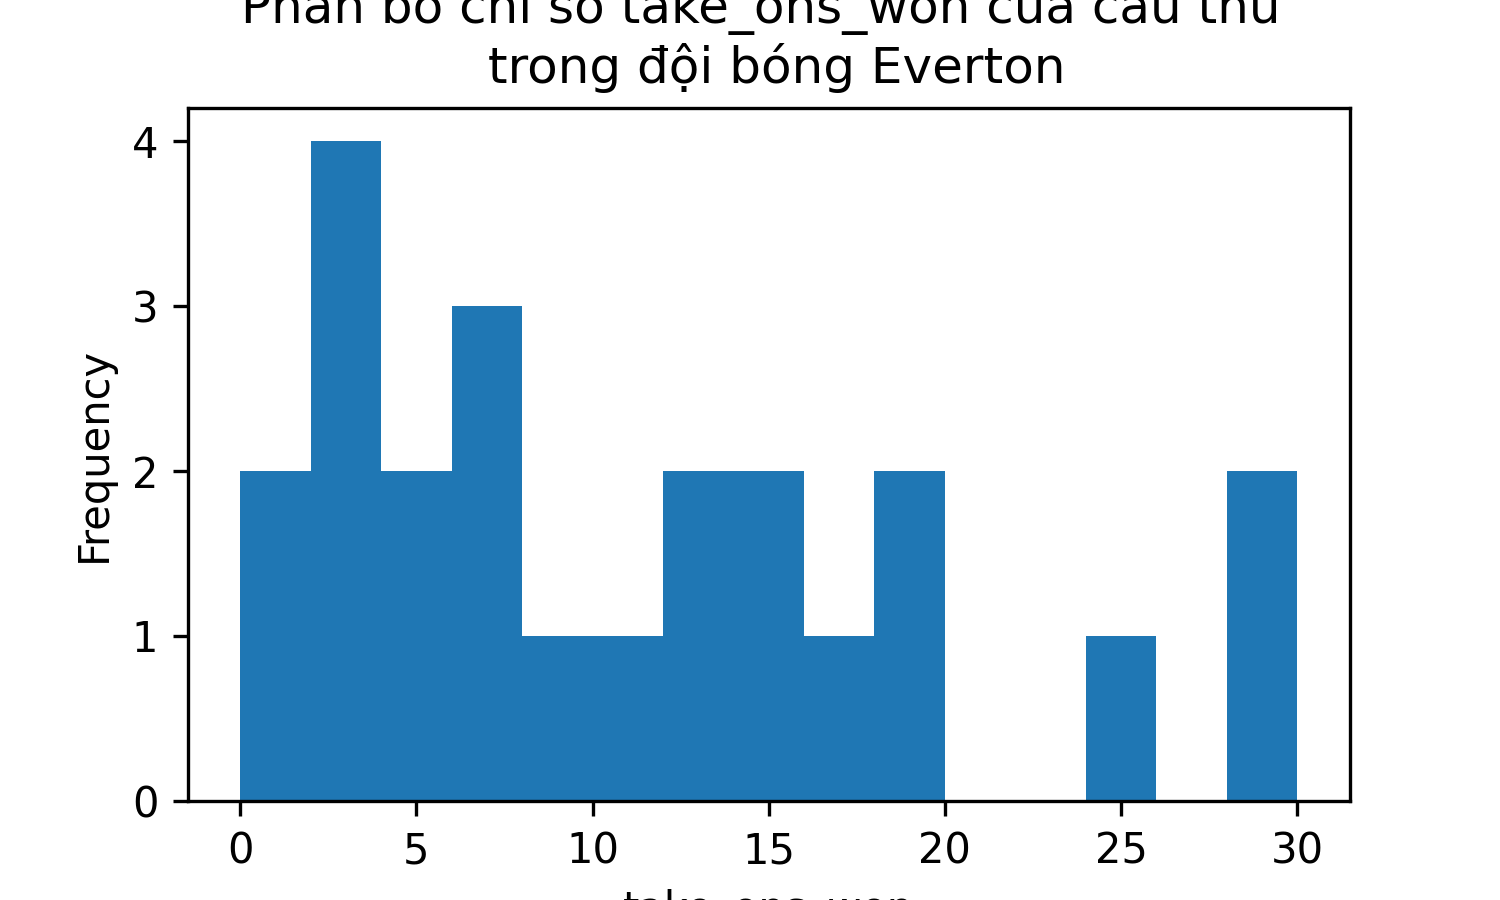 Phân bố chỉ số take_ons_won của cầu thủ
trong đội bóng Everton
4
3
2
1
0
Frequency
0 5 10 15 20 25 30
take_ons_won